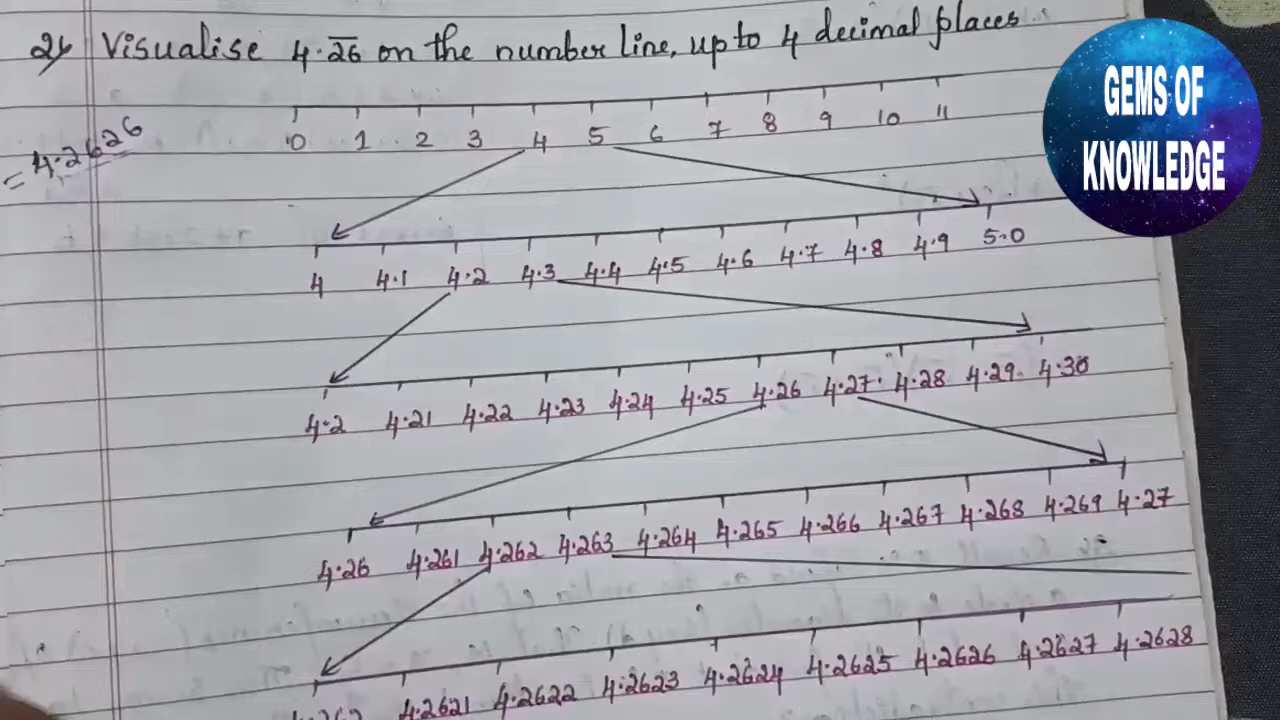 2) Visualise 4.2̅6̅ on the number line, up to 4 decimal places.
GEMS OF
KNOWLEDGE
= 4.2626
0 1 2 3 4 5 6 7 8 9 10 11
4 4.1 4.2 4.3 4.4 4.5 4.6 4.7 4.8 4.9 5.0
4.2 4.21 4.22 4.23 4.24 4.25 4.26 4.27 4.28 4.29 4.30
4.26 4.261 4.262 4.263 4.264 4.265 4.266 4.267 4.268 4.269 4.27
4.262 4.2621 4.2622 4.2623 4.2624 4.2625 4.2626 4.2627 4.2628